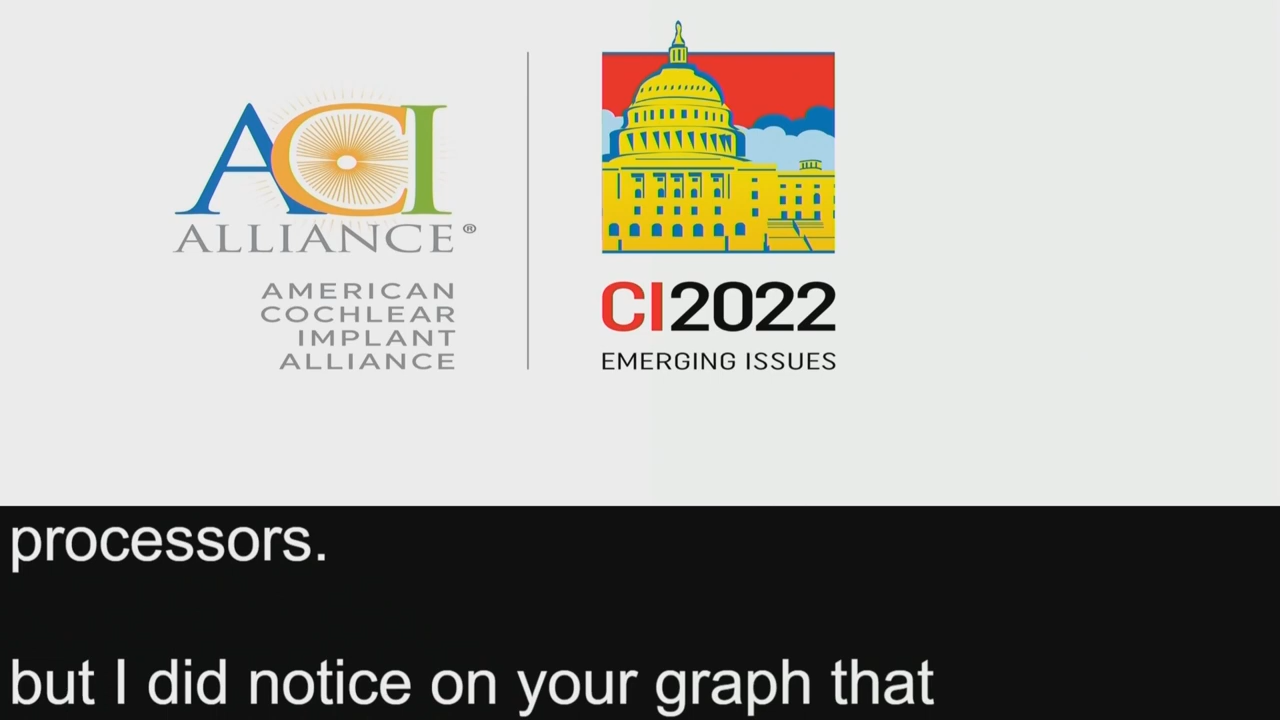 ACI
ALLIANCE®
AMERICAN
COCHLEAR
IMPLANT
ALLIANCE
CI2022
EMERGING ISSUES
processors.
but I did notice on your graph that